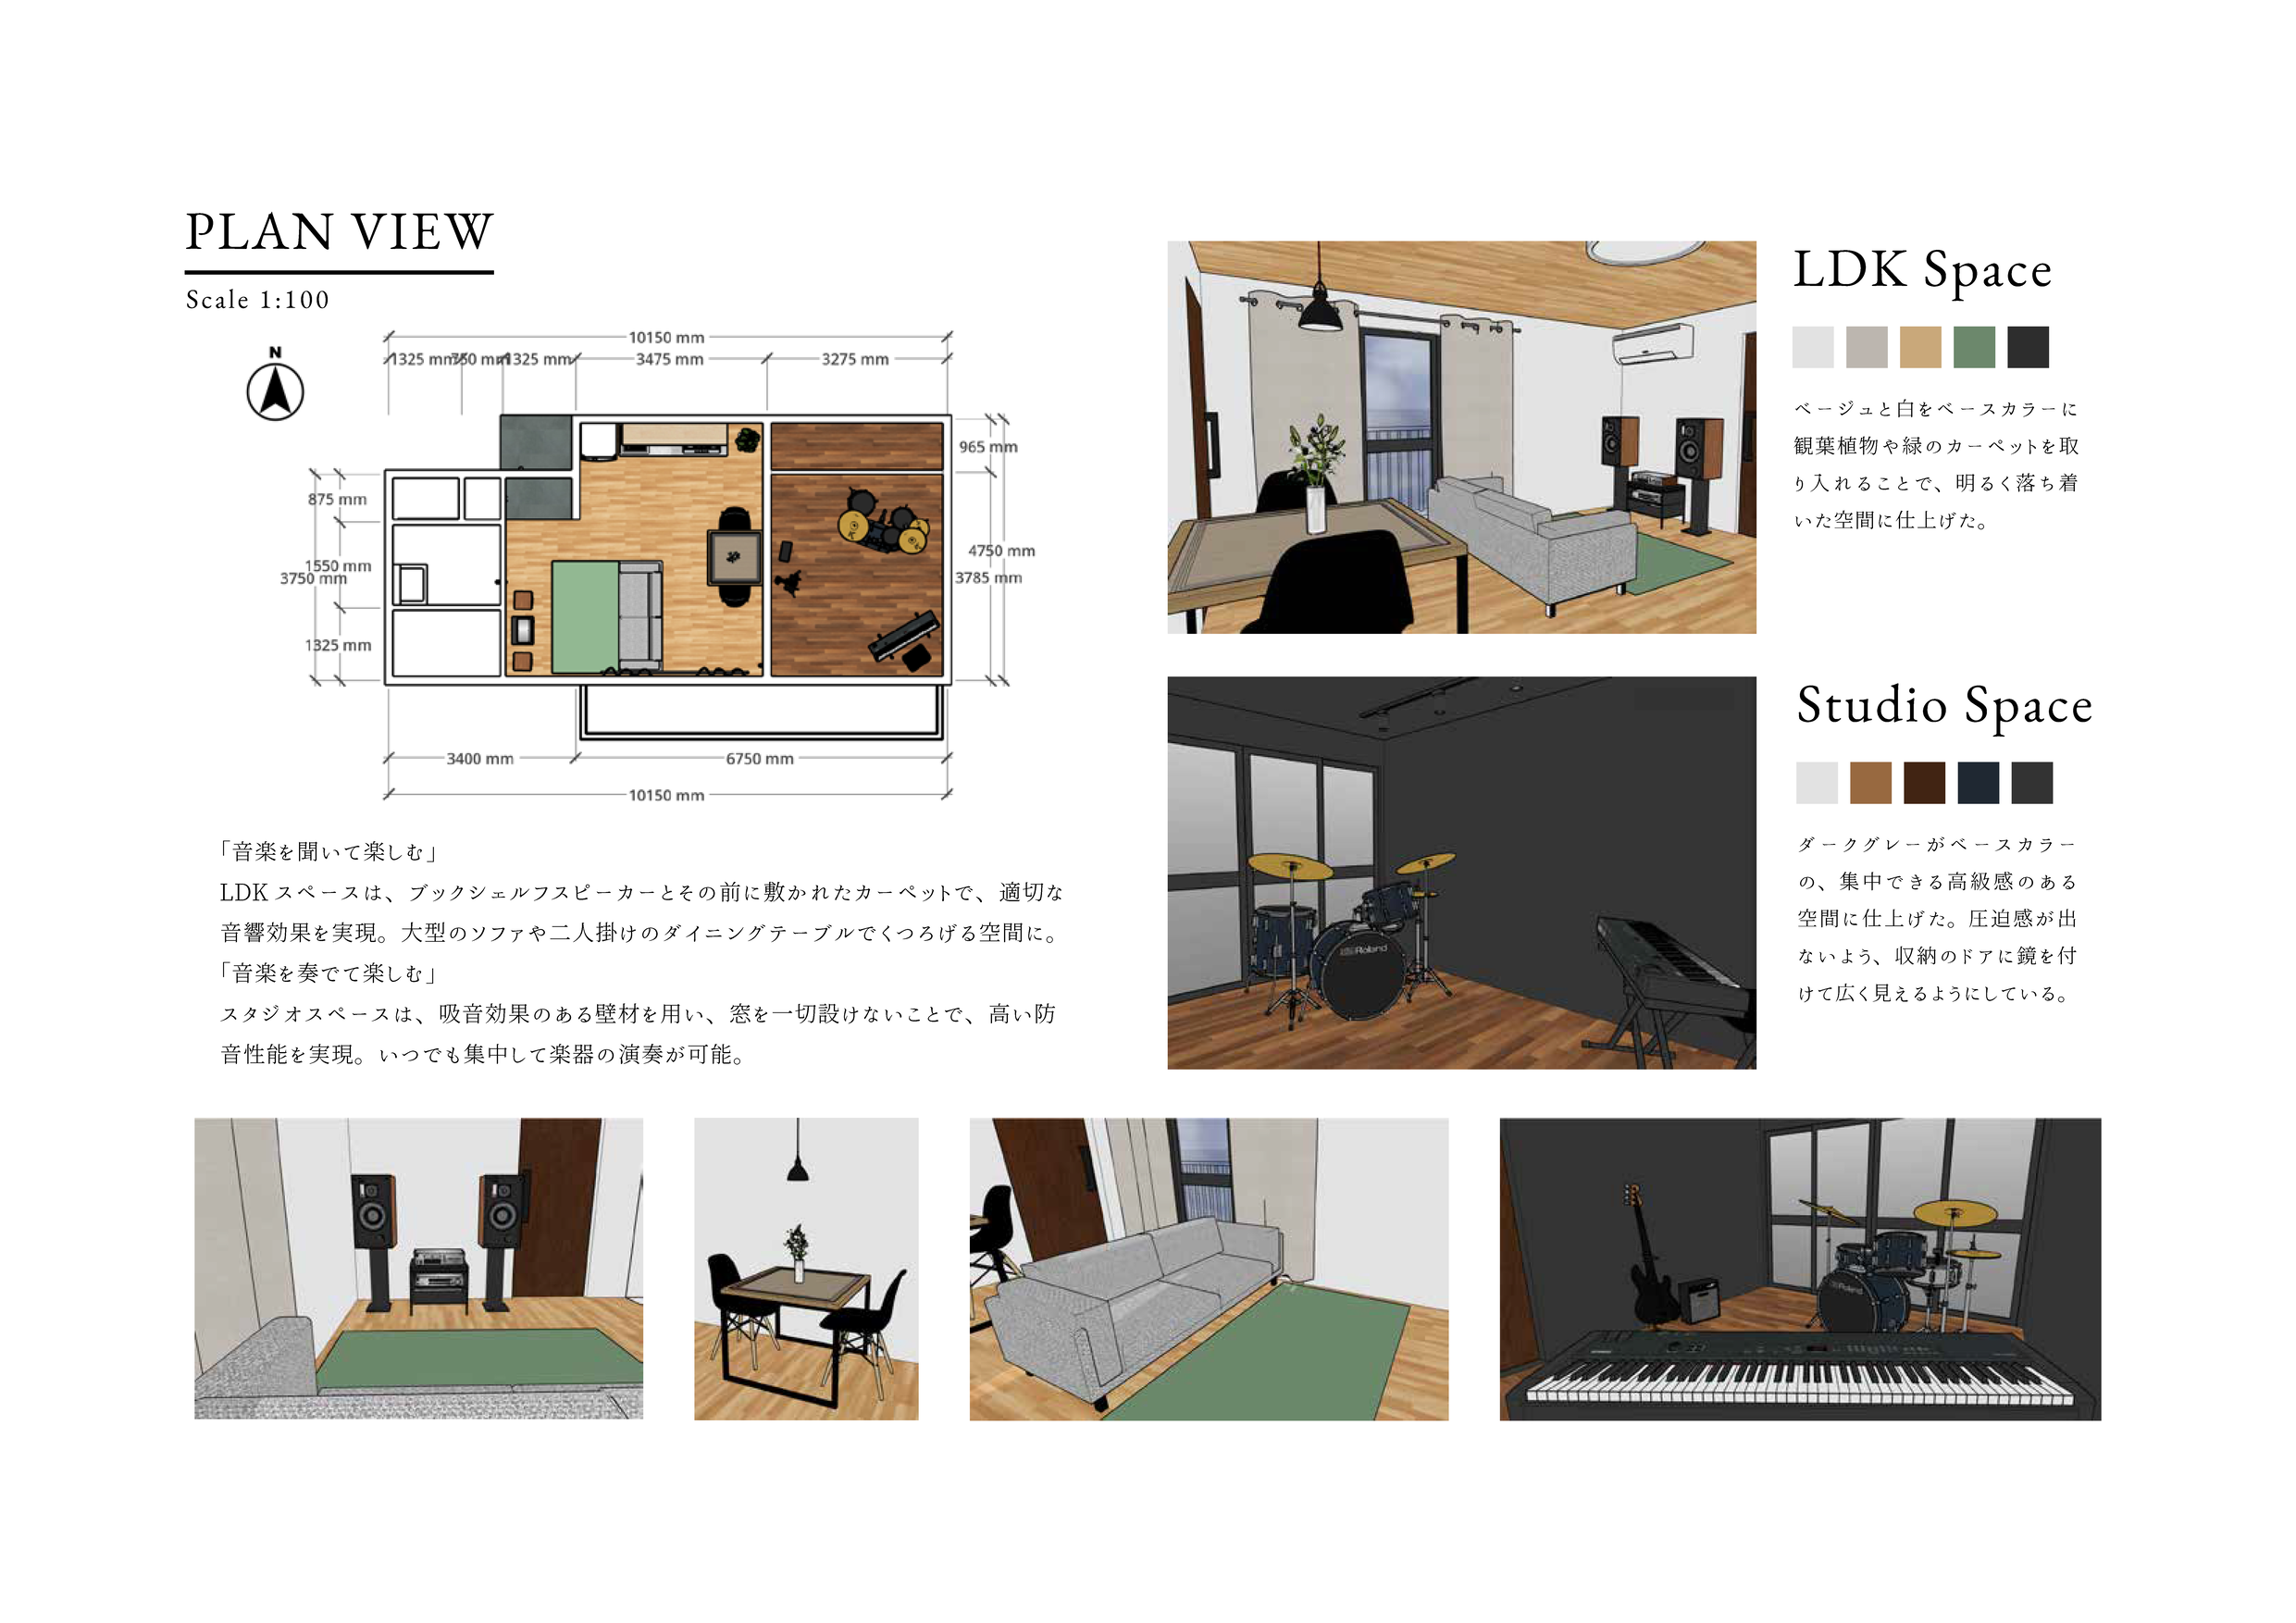 PLAN VIEW
Scale 1:100
N
10150 mm
1325 mm
750 mm
1325 mm
3475 mm
3275 mm
965 mm
875 mm
4750 mm
1550 mm
3750 mm
3785 mm
1325 mm
3400 mm
6750 mm
10150 mm
「音楽を聞いて楽しむ」
LDK スペースは、ブックシェルフスピーカーとその前に敷かれたカーペットで、適切な
音響効果を実現。大型のソファや二人掛けのダイニングテーブルでくつろげる空間に。
「音楽を奏でて楽しむ」
スタジオスペースは、吸音効果のある壁材を用い、窓を一切設けないことで、高い防
音性能を実現。いつでも集中して楽器の演奏が可能。
LDK Space
ベージュと白をベースカラーに
観葉植物や緑のカーペットを取
り入れることで、明るく落ち着
いた空間に仕上げた。
Studio Space
ダークグレーがベースカラー
の、集中できる高級感のある
空間に仕上げた。圧迫感が出
ないよう、収納のドアに鏡を付
けて広く見えるようにしている。
Roland
Roland